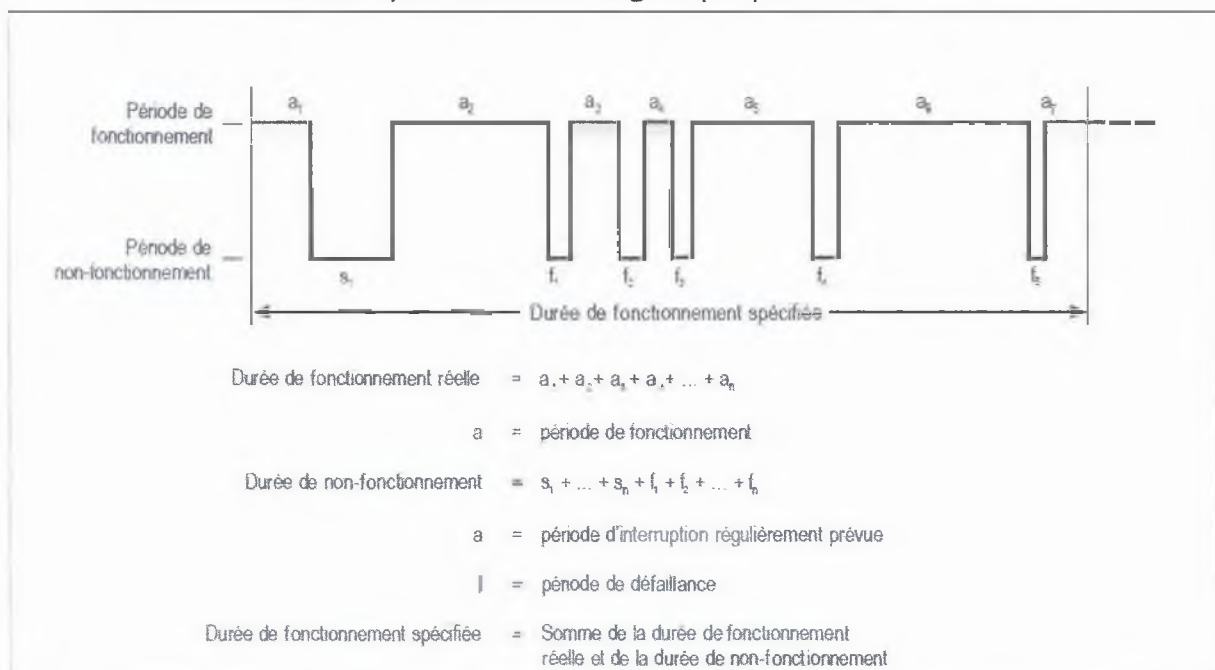 a₁ a₂ a₃ a₄ a₅ a₆ a₇
Période de
fonctionnement
Période de
non-fonctionnement
s₁ f₁ f₂ f₃ f₄ f₅
Durée de fonctionnement spécifiée
Durée de fonctionnement réelle = a₁ + a₂ + a₃ + a₄ + ... + aₙ
a = période de fonctionnement
Durée de non-fonctionnement = s₁ + ... + sₙ + f₁ + f₂ + ... + fₙ
a = période d'interruption régulièrement prévue
f = période de défaillance
Durée de fonctionnement spécifiée = Somme de la durée de fonctionnement
réelle et de la durée de non-fonctionnement